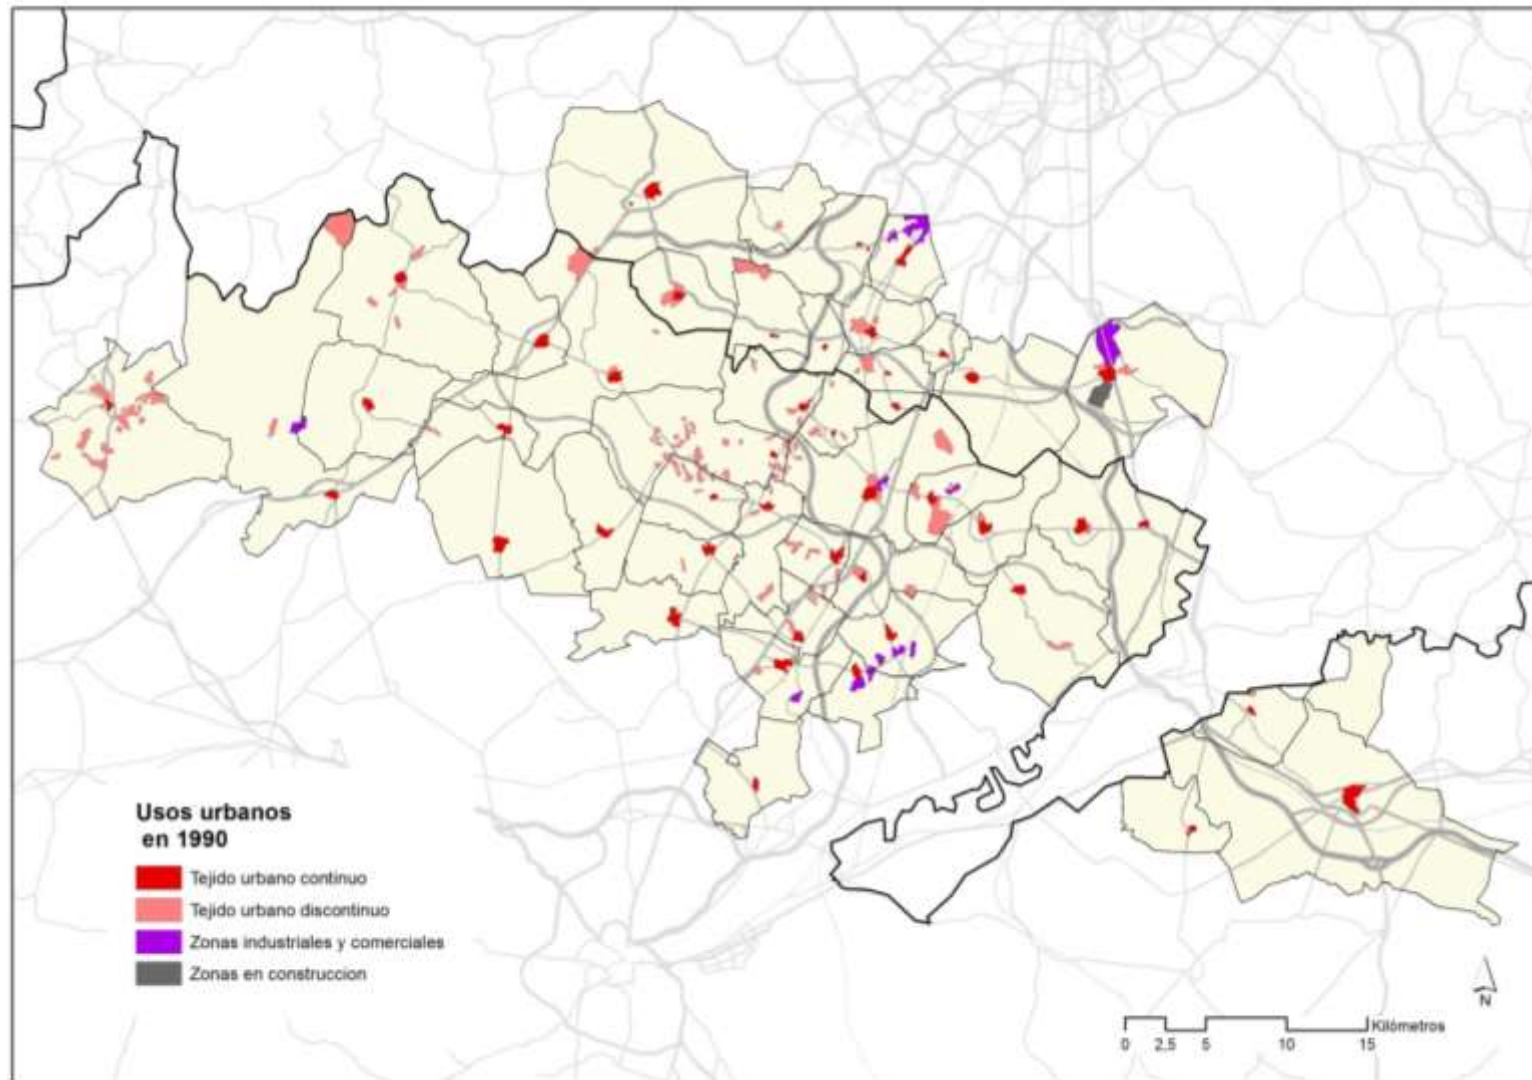 Usos urbanos
en 1990
Tejido urbano continuo
Tejido urbano discontinuo
Zonas industriales y comerciales
Zonas en construccion
N
Kilómetros
0 2,5 5 10 15